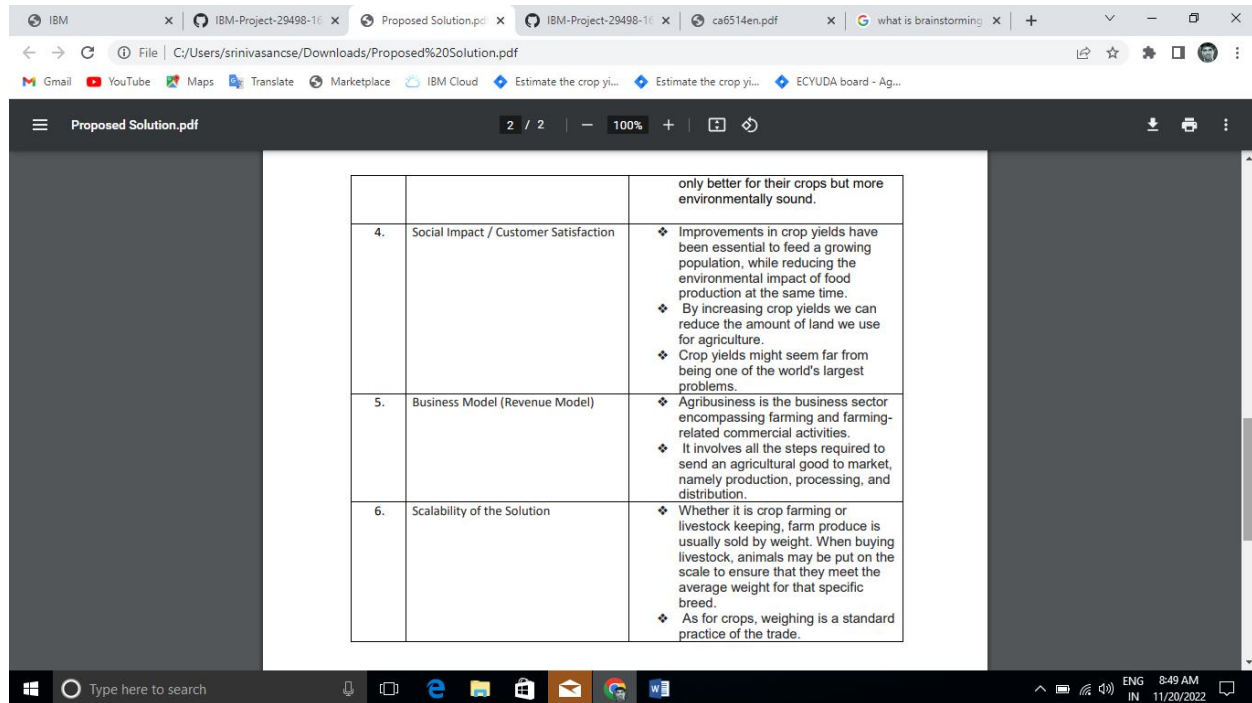 IBM
IBM-Project-29498-16
Proposed Solution.pd
IBM-Project-29498-16
ca6514en.pdf
what is brainstorming
File | C:/Users/srinivasancse/Downloads/Proposed%20Solution.pdf
Gmail YouTube Maps Translate Marketplace IBM Cloud Estimate the crop yi... Estimate the crop yi... ECYUDA board - Ag...
Proposed Solution.pdf 2 / 2 | — 100% +
only better for their crops but more
environmentally sound.
4. Social Impact / Customer Satisfaction
❖ Improvements in crop yields have
been essential to feed a growing
population, while reducing the
environmental impact of food
production at the same time.
❖ By increasing crop yields we can
reduce the amount of land we use
for agriculture.
❖ Crop yields might seem far from
being one of the world's largest
problems.
5. Business Model (Revenue Model)
❖ Agribusiness is the business sector
encompassing farming and farming-
related commercial activities.
❖ It involves all the steps required to
send an agricultural good to market,
namely production, processing, and
distribution.
6. Scalability of the Solution
❖ Whether it is crop farming or
livestock keeping, farm produce is
usually sold by weight. When buying
livestock, animals may be put on the
scale to ensure that they meet the
average weight for that specific
breed.
❖ As for crops, weighing is a standard
practice of the trade.
Type here to search
ENG 8:49 AM
IN 11/20/2022